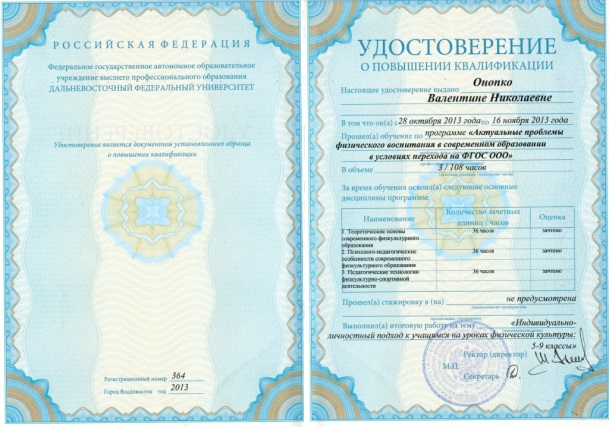 РОССИЙСКАЯ ФЕДЕРАЦИЯ
Федеральное государственное автономное образовательное
учреждение высшего профессионального образования
ДАЛЬНЕВОСТОЧНЫЙ ФЕДЕРАЛЬНЫЙ УНИВЕРСИТЕТ
Удостоверение является документом установленного образца
о повышении квалификации.
Регистрационный номер 364
Город Владивосток год 2013
УДОСТОВЕРЕНИЕ
О ПОВЫШЕНИИ КВАЛИФИКАЦИИ
Онопко
Настоящее удостоверение выдано
Валентине Николаевне
В том что он(а) с 28 октября 2013 года по 16 ноября 2013 года
Прошел(а) обучение по программе «Актуальные проблемы
физического воспитания в современном образовании
в условиях перехода на ФГОС ООО»
В объеме 3 / 108 часов
За время обучения освоил(а) следующие основные
дисциплины программы:
Наименование Количество зачетных единиц / часов Оценка
1. Теоретические основы
современного физкультурного
образования 36 часов зачтено
2. Психолого-педагогические
особенности современного
физкультурного образования 36 часов зачтено
3 Педагогические технологии
физкультурно-спортивной
деятельности 36 часов зачтено
Прошел(а) стажировку в (на) не предусмотрена
Выполнил(а) итоговую работу на тему «Индивидуально-
личностный подход к учащимся на уроках физической культуры:
5-9 классы»
Ректор (директор)
М.П.
Секретарь